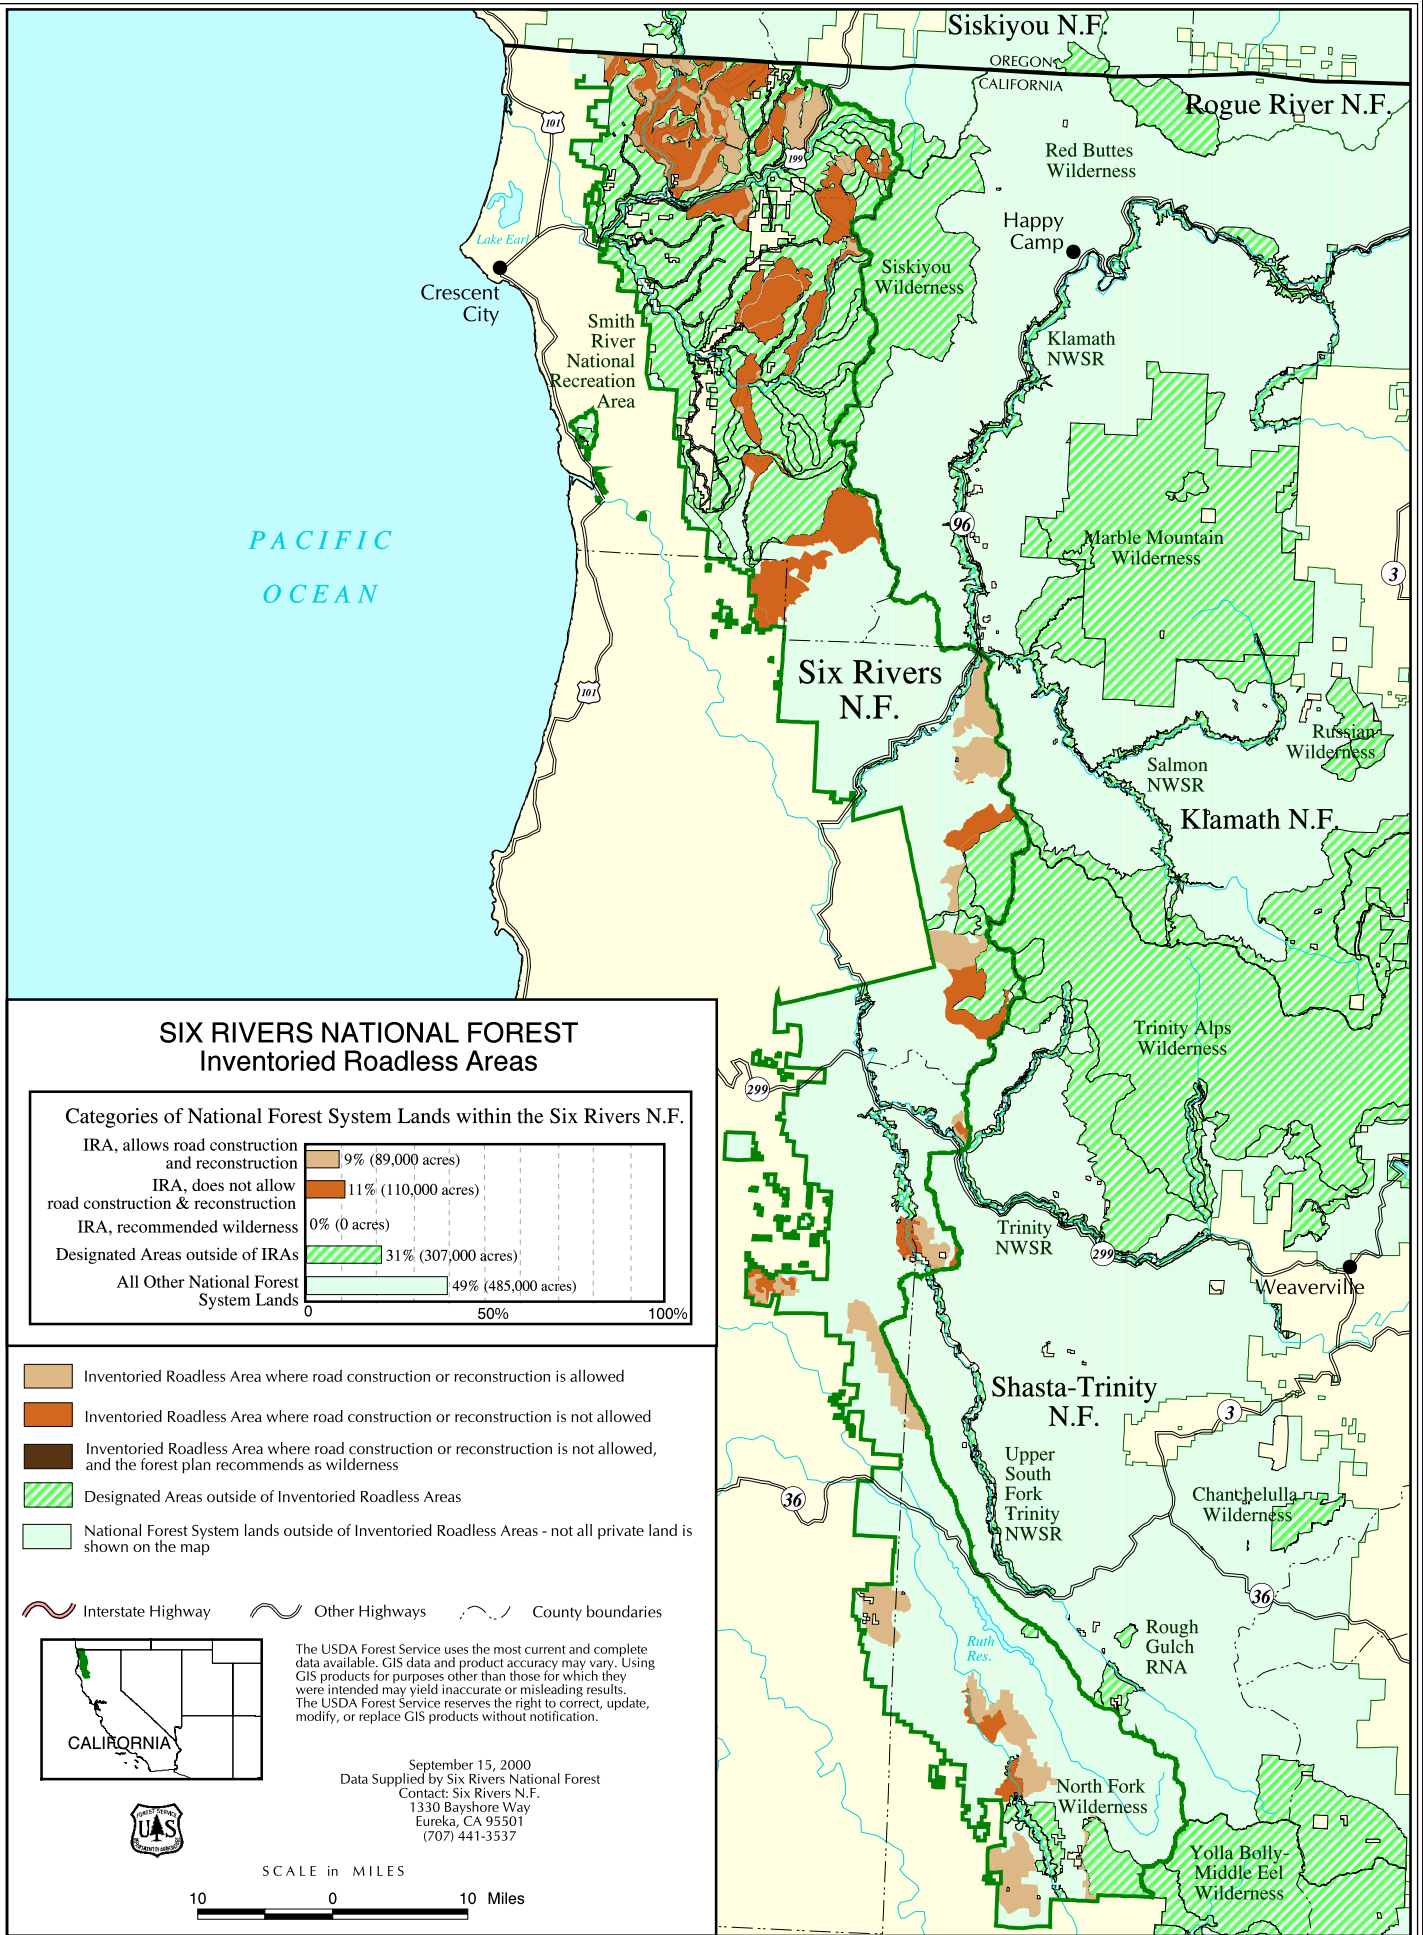 Siskiyou N.F.
OREGON
CALIFORNIA
Rogue River N.F.
101
199
Red Buttes
Wilderness
Happy
Camp
Lake Earl
Crescent
City
Siskiyou
Wilderness
Smith
River
National
Recreation
Area
Klamath
NWSR
96
Marble Mountain
Wilderness
3
PACIFIC
OCEAN
Six Rivers
N.F.
101
Russian
Wilderness
Salmon
NWSR
Klamath N.F.
Trinity Alps
Wilderness
299
Trinity
NWSR
299
Weaverville
Shasta-Trinity
N.F.
3
Upper
South
Fork
Trinity
NWSR
36
Chanchelulla
Wilderness
36
Rough
Gulch
RNA
Ruth
Res.
North Fork
Wilderness
Yolla Bolly-
Middle Eel
Wilderness
SIX RIVERS NATIONAL FOREST
Inventoried Roadless Areas
Categories of National Forest System Lands within the Six Rivers N.F.
IRA, allows road construction
and reconstruction
9% (89,000 acres)
IRA, does not allow
road construction & reconstruction
11% (110,000 acres)
IRA, recommended wilderness
0% (0 acres)
Designated Areas outside of IRAs
31% (307,000 acres)
All Other National Forest
System Lands
49% (485,000 acres)
0 50% 100%
Inventoried Roadless Area where road construction or reconstruction is allowed
Inventoried Roadless Area where road construction or reconstruction is not allowed
Inventoried Roadless Area where road construction or reconstruction is not allowed,
and the forest plan recommends as wilderness
Designated Areas outside of Inventoried Roadless Areas
National Forest System lands outside of Inventoried Roadless Areas - not all private land is
shown on the map
Interstate Highway Other Highways County boundaries
CALIFORNIA
The USDA Forest Service uses the most current and complete
data available. GIS data and product accuracy may vary. Using
GIS products for purposes other than those for which they
were intended may yield inaccurate or misleading results.
The USDA Forest Service reserves the right to correct, update,
modify, or replace GIS products without notification.
September 15, 2000
Data Supplied by Six Rivers National Forest
Contact: Six Rivers N.F.
1330 Bayshore Way
Eureka, CA 95501
(707) 441-3537
FOREST SERVICE
U S
DEPARTMENT OF AGRICULTURE
SCALE in MILES
10 0 10 Miles